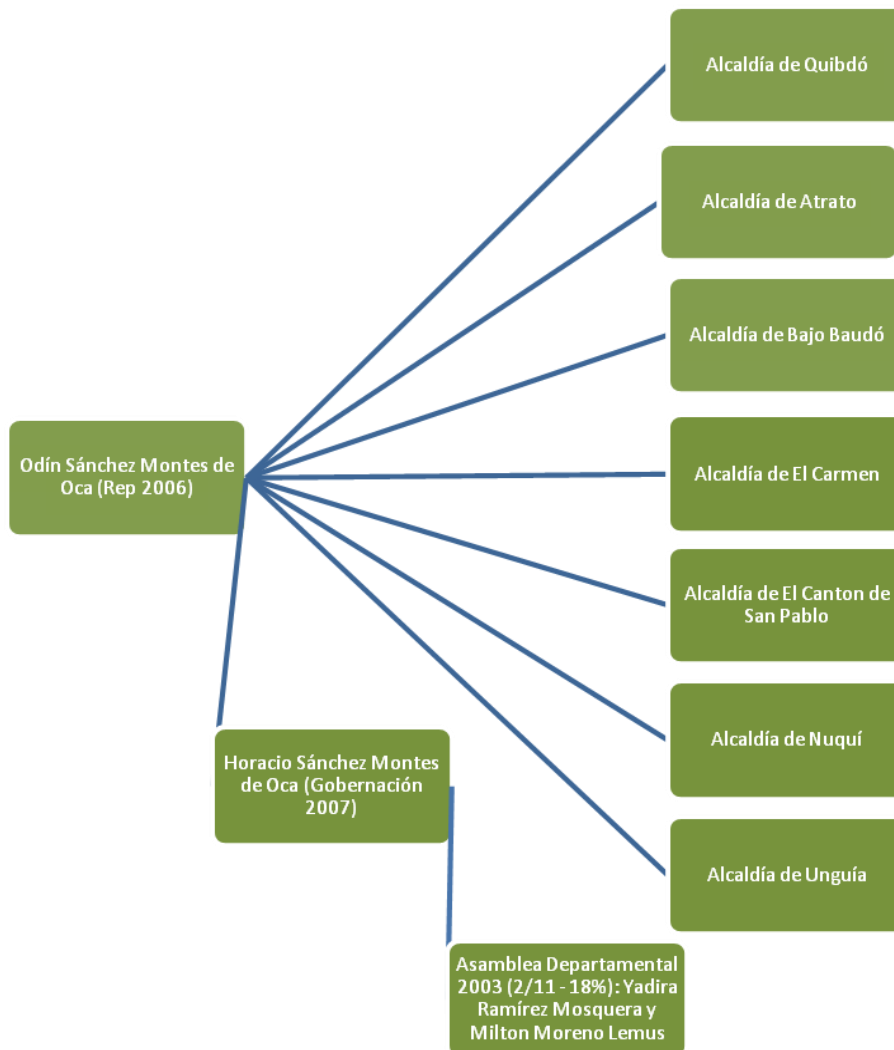 Alcaldía de Quibdó
Alcaldía de Atrato
Alcaldía de Bajo Baudó
Odín Sánchez Montes de
Oca (Rep 2006)
Alcaldía de El Carmen
Alcaldía de El Canton de
San Pablo
Alcaldía de Nuquí
Horacio Sánchez Montes
de Oca (Gobernación
2007)
Alcaldía de Unguía
Asamblea Departamental
2003 (2/11 - 18%): Yadira
Ramírez Mosquera y
Milton Moreno Lemus